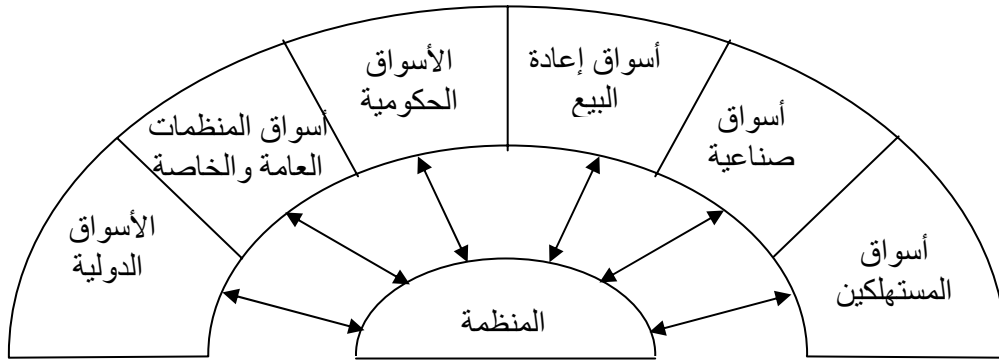 أسواق
المستهلكين
أسواق
صناعية
أسواق إعادة
البيع
الأسواق
الحكومية
أسواق المنظمات
العامة والخاصة
الأسواق
الدولية
المنظمة